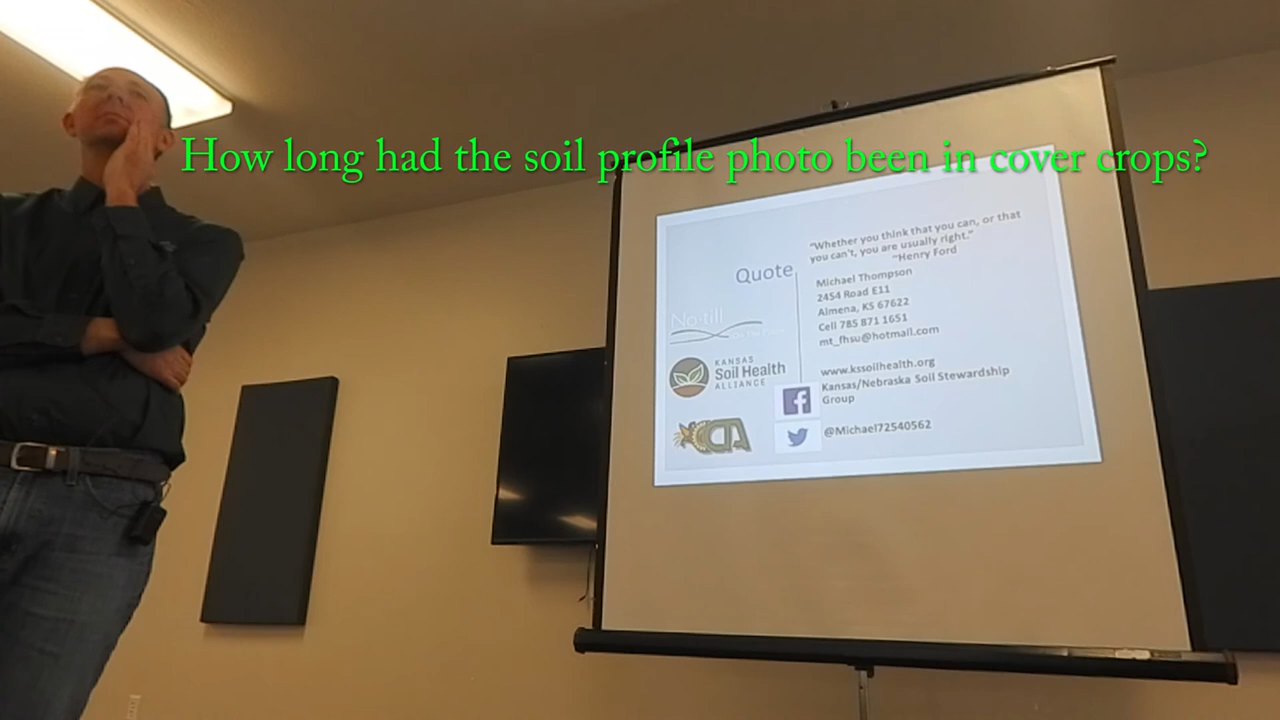 How long had the soil profile photo been in cover crops?
"Whether you think that you can, or that
you can't, you are usually right."
~Henry Ford
Quote
Michael Thompson
2454 Road E11
Almena, KS 67622
Cell 785 871 1651
mt_fhsu@hotmail.com
No-till
KANSAS
Soil Health
ALLIANCE
www.kssoilhealth.org
Kansas/Nebraska Soil Stewardship
Group
@Michael72540562